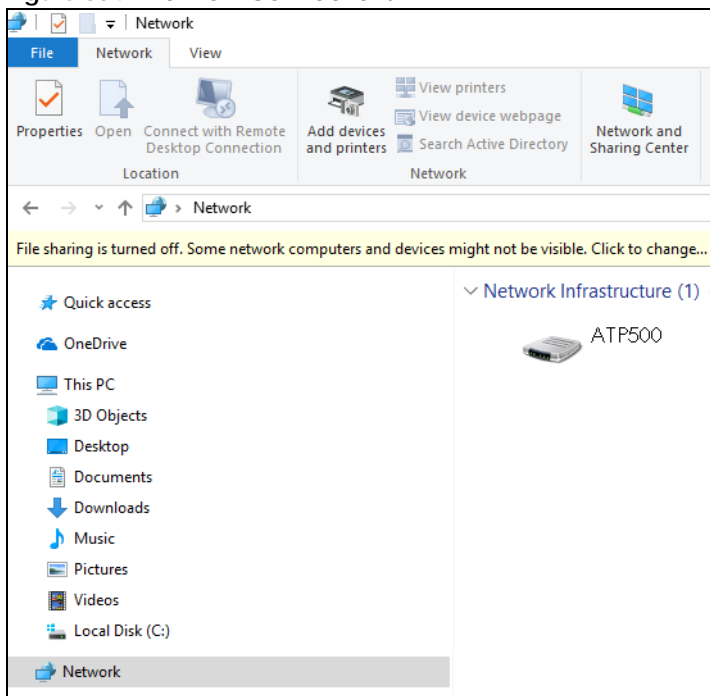 Network
File Network View
Properties Open Connect with Remote Desktop Connection
Location
Add devices and printers
View printers
View device webpage
Search Active Directory
Network
Network and Sharing Center
Network
File sharing is turned off. Some network computers and devices might not be visible. Click to change...
Quick access
OneDrive
This PC
3D Objects
Desktop
Documents
Downloads
Music
Pictures
Videos
Local Disk (C:)
Network
Network Infrastructure (1)
ATP500